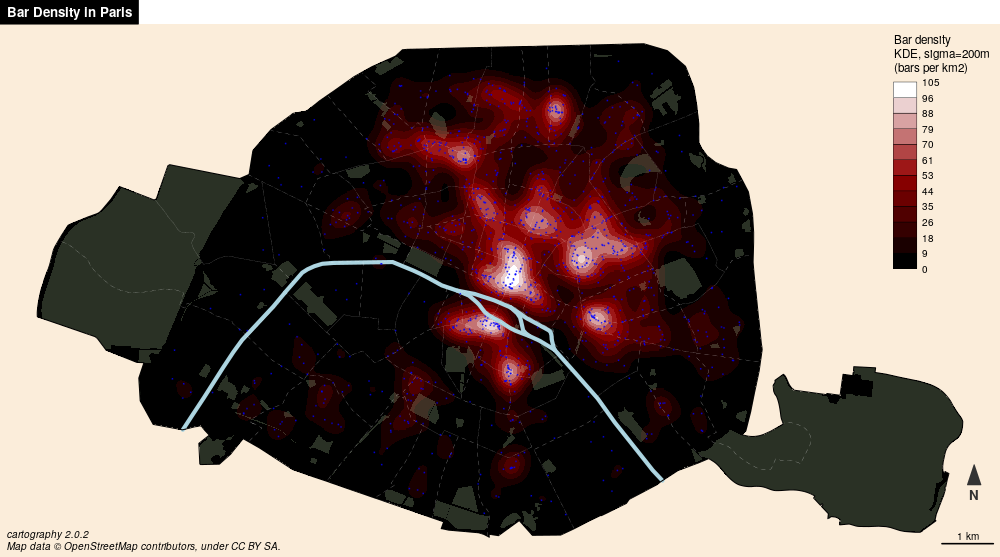 Bar Density in Paris
Bar density
KDE, sigma=200m
(bars per km2)
105
96
88
79
70
61
53
44
35
26
18
9
0
N
1 km
cartography 2.0.2
Map data © OpenStreetMap contributors, under CC BY SA.